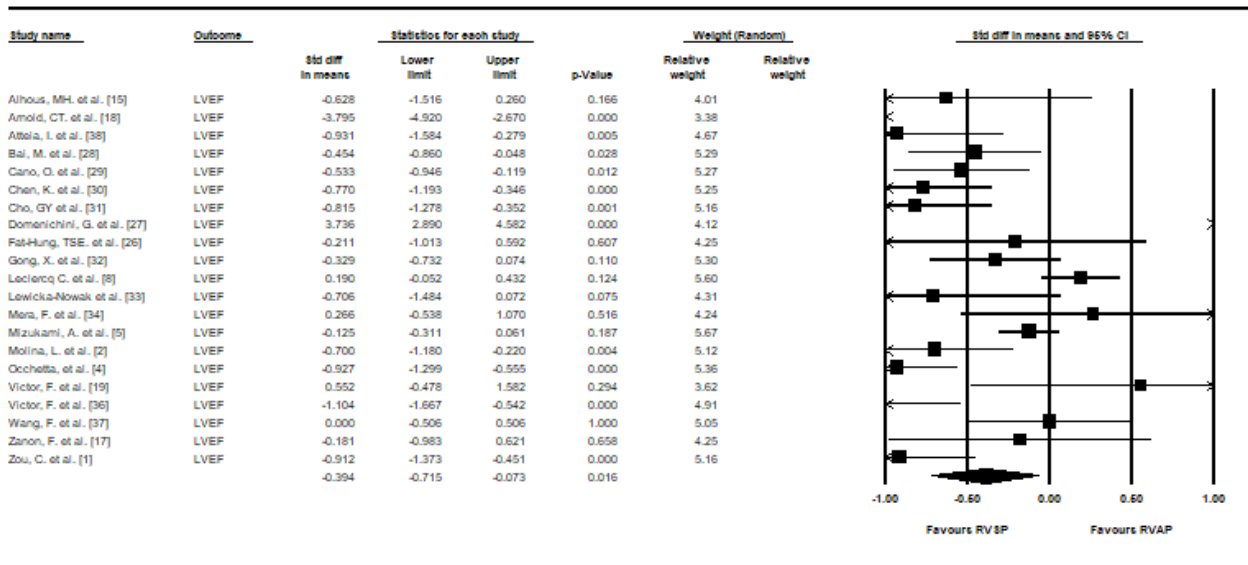 Study name Outcome Statistics for each study Weight (Random) Std diff in means and 95% CI
Std diff in means Lower limit Upper limit p-Value Relative weight Relative weight
Alhous, MH. et al. [15] LVEF -0.628 -1.516 0.260 0.166 4.01
Arnold, CT. et al. [18] LVEF -3.795 -4.920 -2.670 0.000 3.38
Atteia, I. et al. [38] LVEF -0.931 -1.584 -0.279 0.005 4.67
Bai, M. et al. [28] LVEF -0.454 -0.860 -0.048 0.028 5.29
Cano, O. et al. [29] LVEF -0.533 -0.946 -0.119 0.012 5.27
Chen, K. et al. [30] LVEF -0.770 -1.193 -0.346 0.000 5.25
Cho, GY et al. [31] LVEF -0.815 -1.278 -0.352 0.001 5.16
Domenichini, G. et al. [27] LVEF 3.736 2.890 4.582 0.000 4.12
Fat-Hung, TSE. et al. [26] LVEF -0.211 -1.013 0.592 0.607 4.25
Gong, X. et al. [32] LVEF -0.329 -0.732 0.074 0.110 5.30
Leclercq C. et al. [8] LVEF 0.190 -0.052 0.432 0.124 5.60
Lewicka-Nowak et al. [33] LVEF -0.706 -1.484 0.072 0.075 4.31
Mera, F. et al. [34] LVEF 0.266 -0.538 1.070 0.516 4.24
Mizukami, A. et al. [5] LVEF -0.125 -0.311 0.061 0.187 5.67
Molina, L. et al. [2] LVEF -0.700 -1.180 -0.220 0.004 5.12
Occhetta, et al. [4] LVEF -0.927 -1.299 -0.555 0.000 5.36
Victor, F. et al. [19] LVEF 0.552 -0.478 1.582 0.294 3.62
Victor, F. et al. [36] LVEF -1.104 -1.667 -0.542 0.000 4.91
Wang, F. et al. [37] LVEF 0.000 -0.506 0.506 1.000 5.05
Zanon, F. et al. [17] LVEF -0.181 -0.983 0.621 0.658 4.25
Zou, C. et al. [1] LVEF -0.912 -1.373 -0.451 0.000 5.16
-0.394 -0.715 -0.073 0.016
-1.00 -0.50 0.00 0.50 1.00
Favours RVSP Favours RVAP